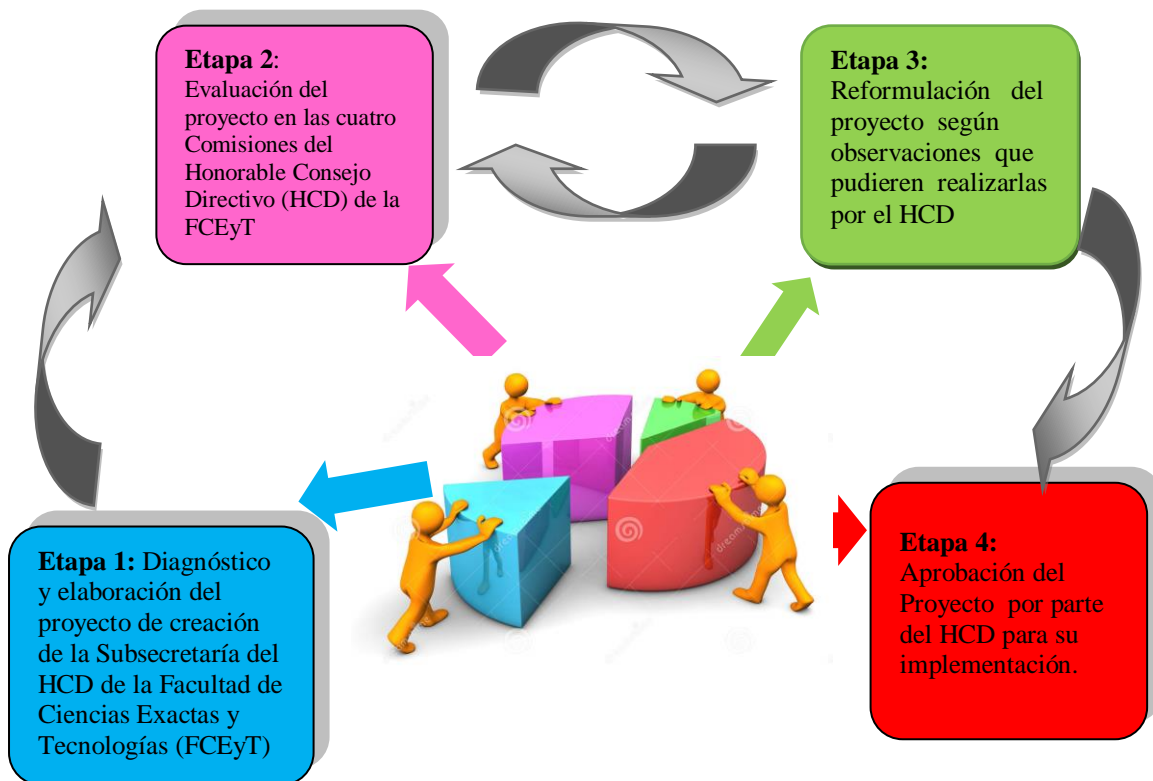 Etapa 2:
Evaluación del
proyecto en las cuatro
Comisiones del
Honorable Consejo
Directivo (HCD) de la
FCEyT
Etapa 3:
Reformulación del
proyecto según
observaciones que
pudieren realizarlas
por el HCD
Etapa 1: Diagnóstico
y elaboración del
proyecto de creación
de la Subsecretaría del
HCD de la Facultad de
Ciencias Exactas y
Tecnologías (FCEyT)
Etapa 4:
Aprobación del
Proyecto por parte
del HCD para su
implementación.